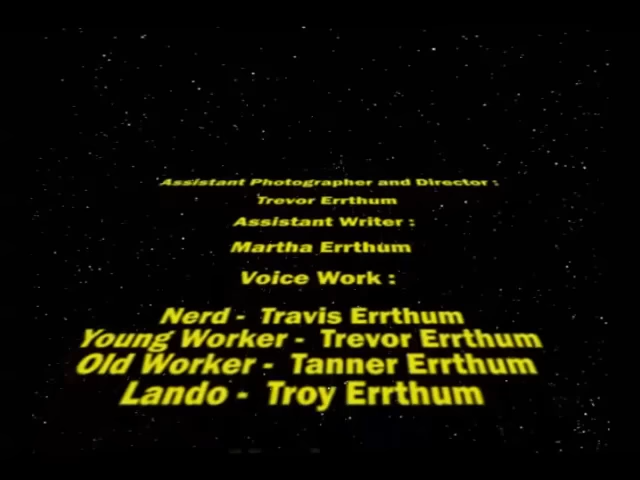 Assistant Photographer and Director :
Trevor Errthum
Assistant Writer :
Martha Errthum
Voice Work :
Nerd - Travis Errthum
Young Worker - Trevor Errthum
Old Worker - Tanner Errthum
Lando - Troy Errthum